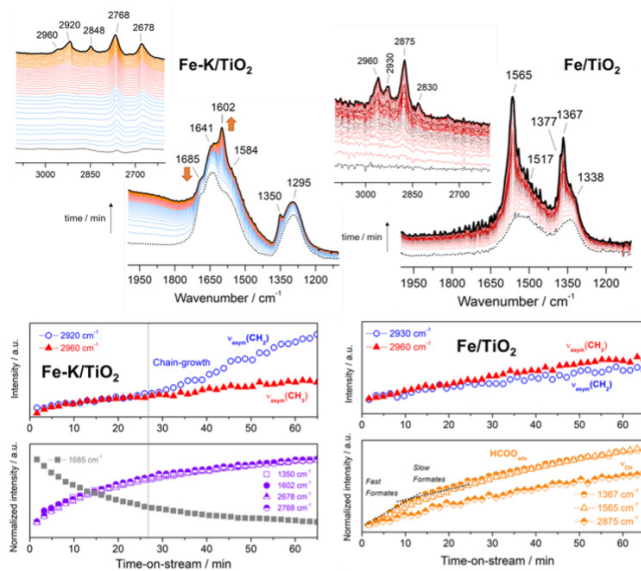 2960 2920 2848 2768 2678
Fe-K/TiO2
3000 2900 2800 2700
time / min
1685 1641 1602 1584 1350 1295
1950 1800 1650 1500 1350 1200
Wavenumber / cm-1
2960 2930 2875 2830
Fe/TiO2
3000 2900 2800 2700
time / min
1565 1517 1377 1367 1338
1950 1800 1650 1500 1350 1200
Wavenumber / cm-1
Intensity / a.u.
2920 cm-1
2960 cm-1
Fe-K/TiO2
Chain-growth
νasym(CH2)
νasym(CH3)
Normalized intensity / a.u.
1685 cm-1
1350 cm-1
1602 cm-1
2678 cm-1
2768 cm-1
0 10 20 30 40 50 60
Time-on-stream / min
Intensity / a.u.
2930 cm-1
2960 cm-1
Fe/TiO2
νasym(CH3)
νasym(CH2)
Normalized intensity / a.u.
Fast
Formates
Slow
Formates
HCOOads
νCH
1367 cm-1
1565 cm-1
2875 cm-1
0 10 20 30 40 50 60
Time-on-stream / min